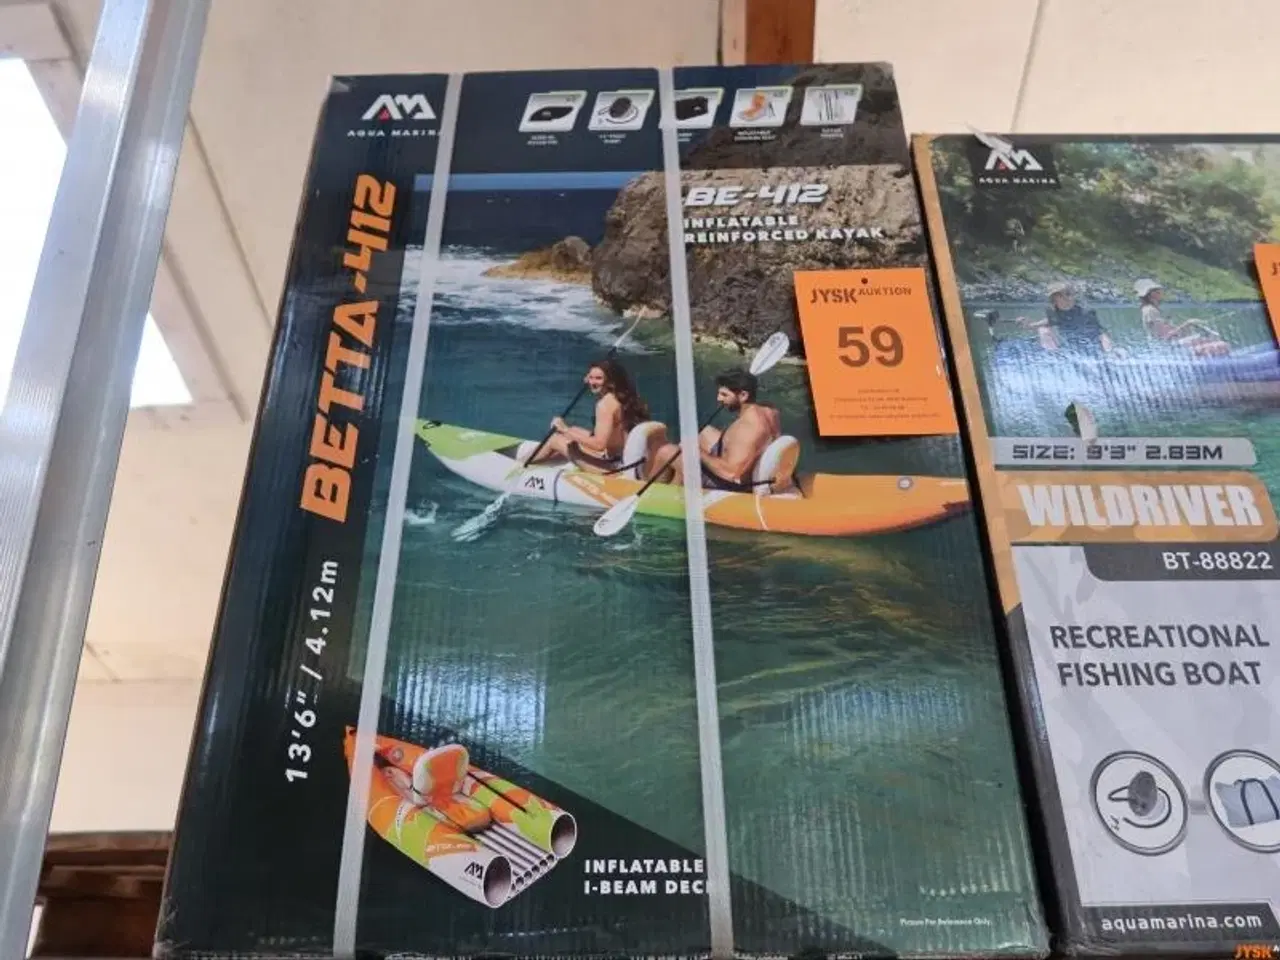 AQUA MARINA
BETTA-412
13'6" / 4.12m
BE-412
INFLATABLE
REINFORCED KAYAK
JYSK AUKTION
59
AM
INFLATABLE
I-BEAM DEC
Picture For Reference Only.
AQUA MARINA
SIZE: 9'3" 2.83M
WILDRIVER
BT-88822
RECREATIONAL
FISHING BOAT
aquamarina.com
JYSK